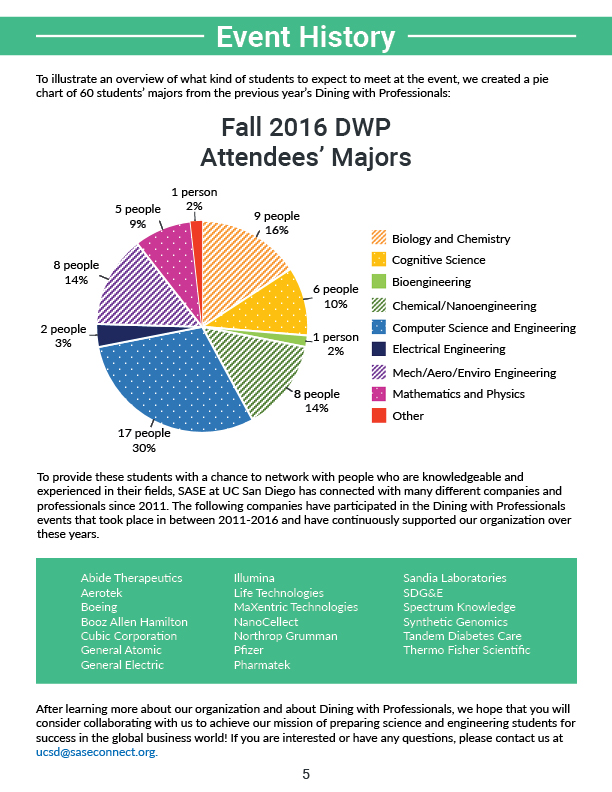 Event History
To illustrate an overview of what kind of students to expect to meet at the event, we created a pie
chart of 60 students' majors from the previous year's Dining with Professionals:
Fall 2016 DWP
Attendees' Majors
1 person
2%
5 people
9%
9 people
16%
8 people
14%
6 people
10%
2 people
3%
1 person
2%
8 people
14%
17 people
30%
Biology and Chemistry
Cognitive Science
Bioengineering
Chemical/Nanoengineering
Computer Science and Engineering
Electrical Engineering
Mech/Aero/Enviro Engineering
Mathematics and Physics
Other
To provide these students with a chance to network with people who are knowledgeable and
experienced in their fields, SASE at UC San Diego has connected with many different companies and
professionals since 2011. The following companies have participated in the Dining with Professionals
events that took place in between 2011-2016 and have continuously supported our organization over
these years.
Abide Therapeutics
Aerotek
Boeing
Booz Allen Hamilton
Cubic Corporation
General Atomic
General Electric
Illumina
Life Technologies
MaXentric Technologies
NanoCellect
Northrop Grumman
Pfizer
Pharmatek
Sandia Laboratories
SDG&E
Spectrum Knowledge
Synthetic Genomics
Tandem Diabetes Care
Thermo Fisher Scientific
After learning more about our organization and about Dining with Professionals, we hope that you will
consider collaborating with us to achieve our mission of preparing science and engineering students for
success in the global business world! If you are interested or have any questions, please contact us at
ucsd@saseconnect.org.
5